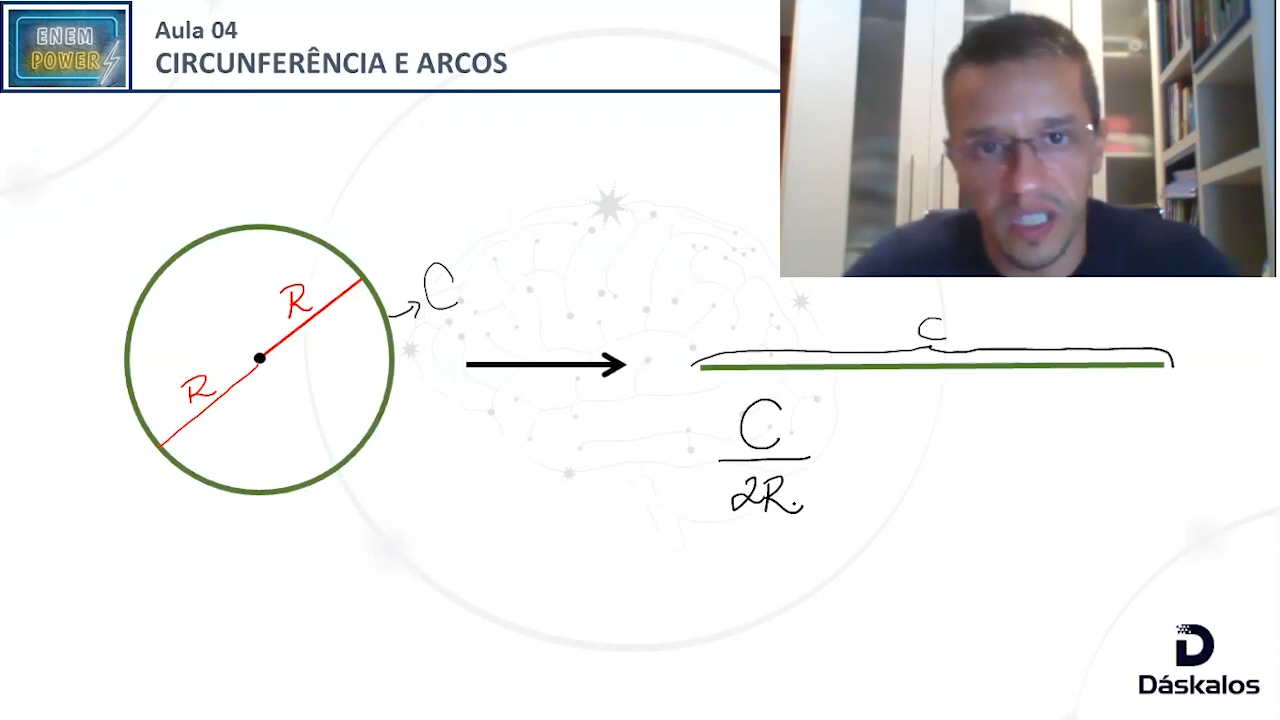 ENEM
POWER
Aula 04
CIRCUNFERÊNCIA E ARCOS
R
R
C
C
C
2R.
Dáskalos